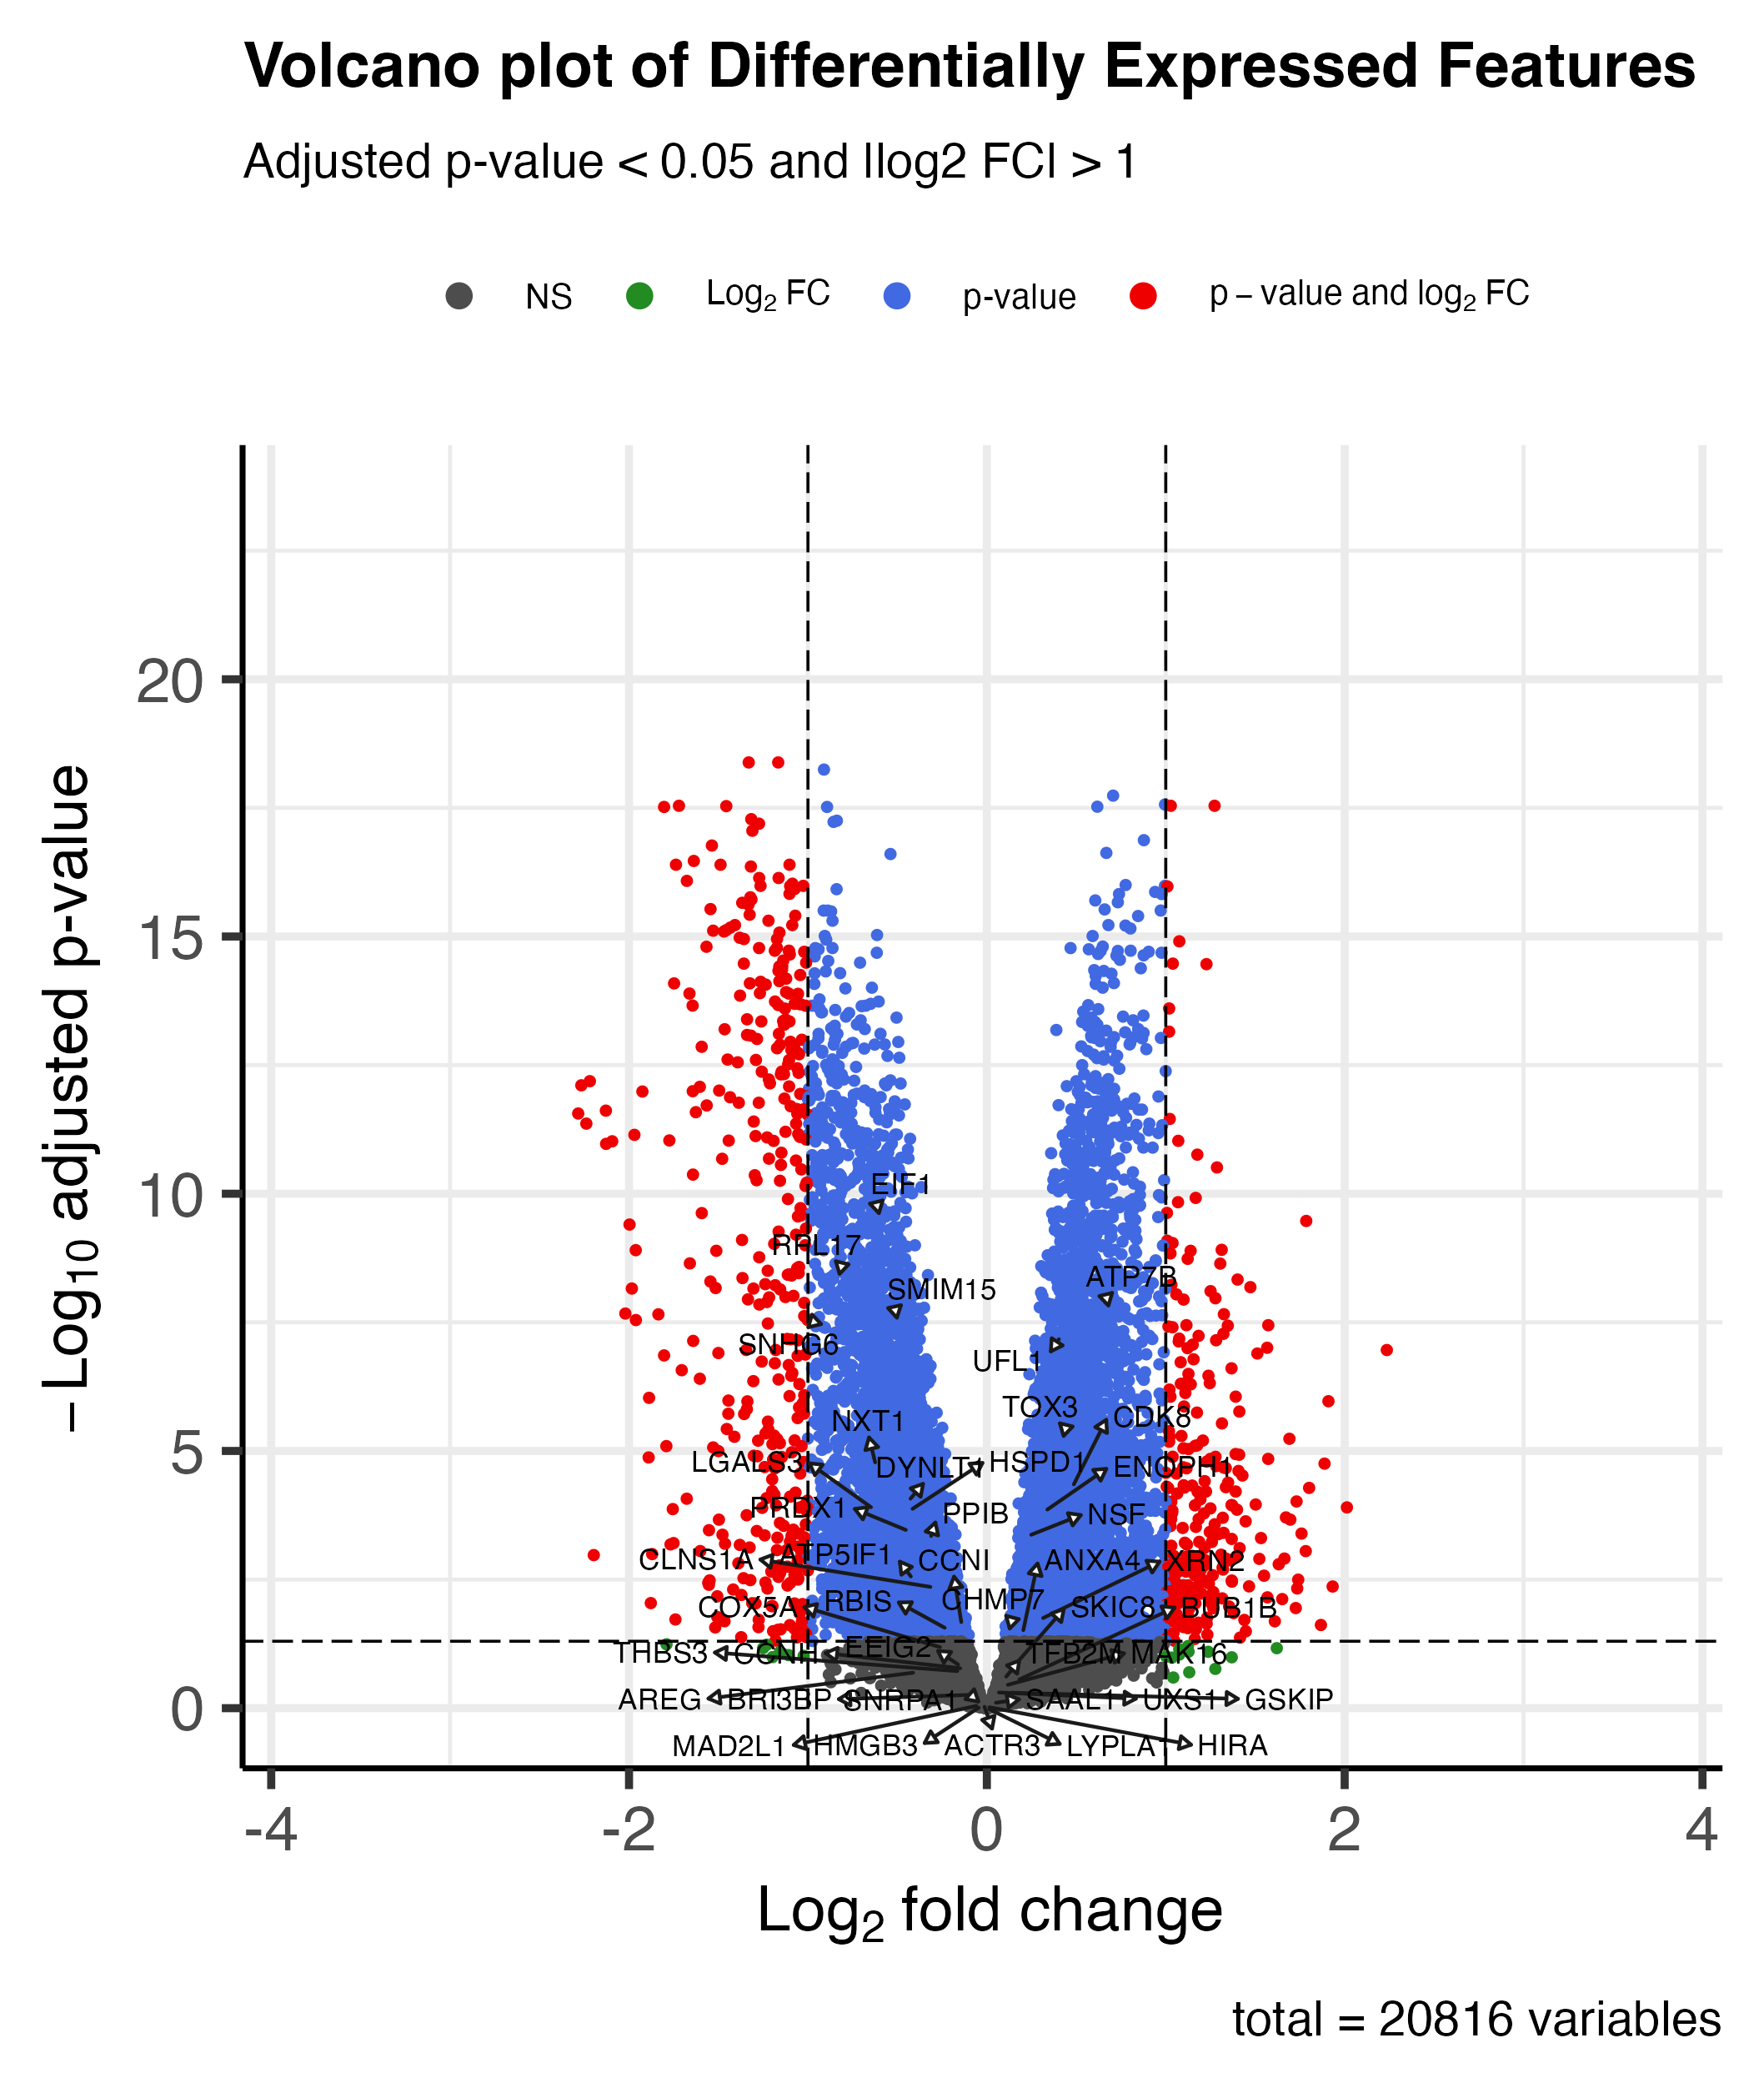 Volcano plot of Differentially Expressed Features
Adjusted p-value < 0.05 and |log2 FC| > 1
NS Log2 FC p-value p – value and log2 FC
– Log10 adjusted p-value
20
15
10
5
0
EIF1
RPL17
ATP7B
SMIM15
SNHG6
UFL1
TOX3
NXT1 CDK8
LGALS3 DYNLT1 HSPD1 ENOPH1
PRDX1 PPIB NSF
CLNS1A ATP5IF1 CCNI ANXA4 XRN2
COX5A RBIS CHMP7 SKIC8 BUB1B
THBS3 CCNH EEIG2 TFB2M MAK16
AREG BRI3BP SNRPA1 SAAL1 UXS1 GSKIP
MAD2L1 HMGB3 ACTR3 LYPLA1 HIRA
-4 -2 0 2 4
Log2 fold change
total = 20816 variables